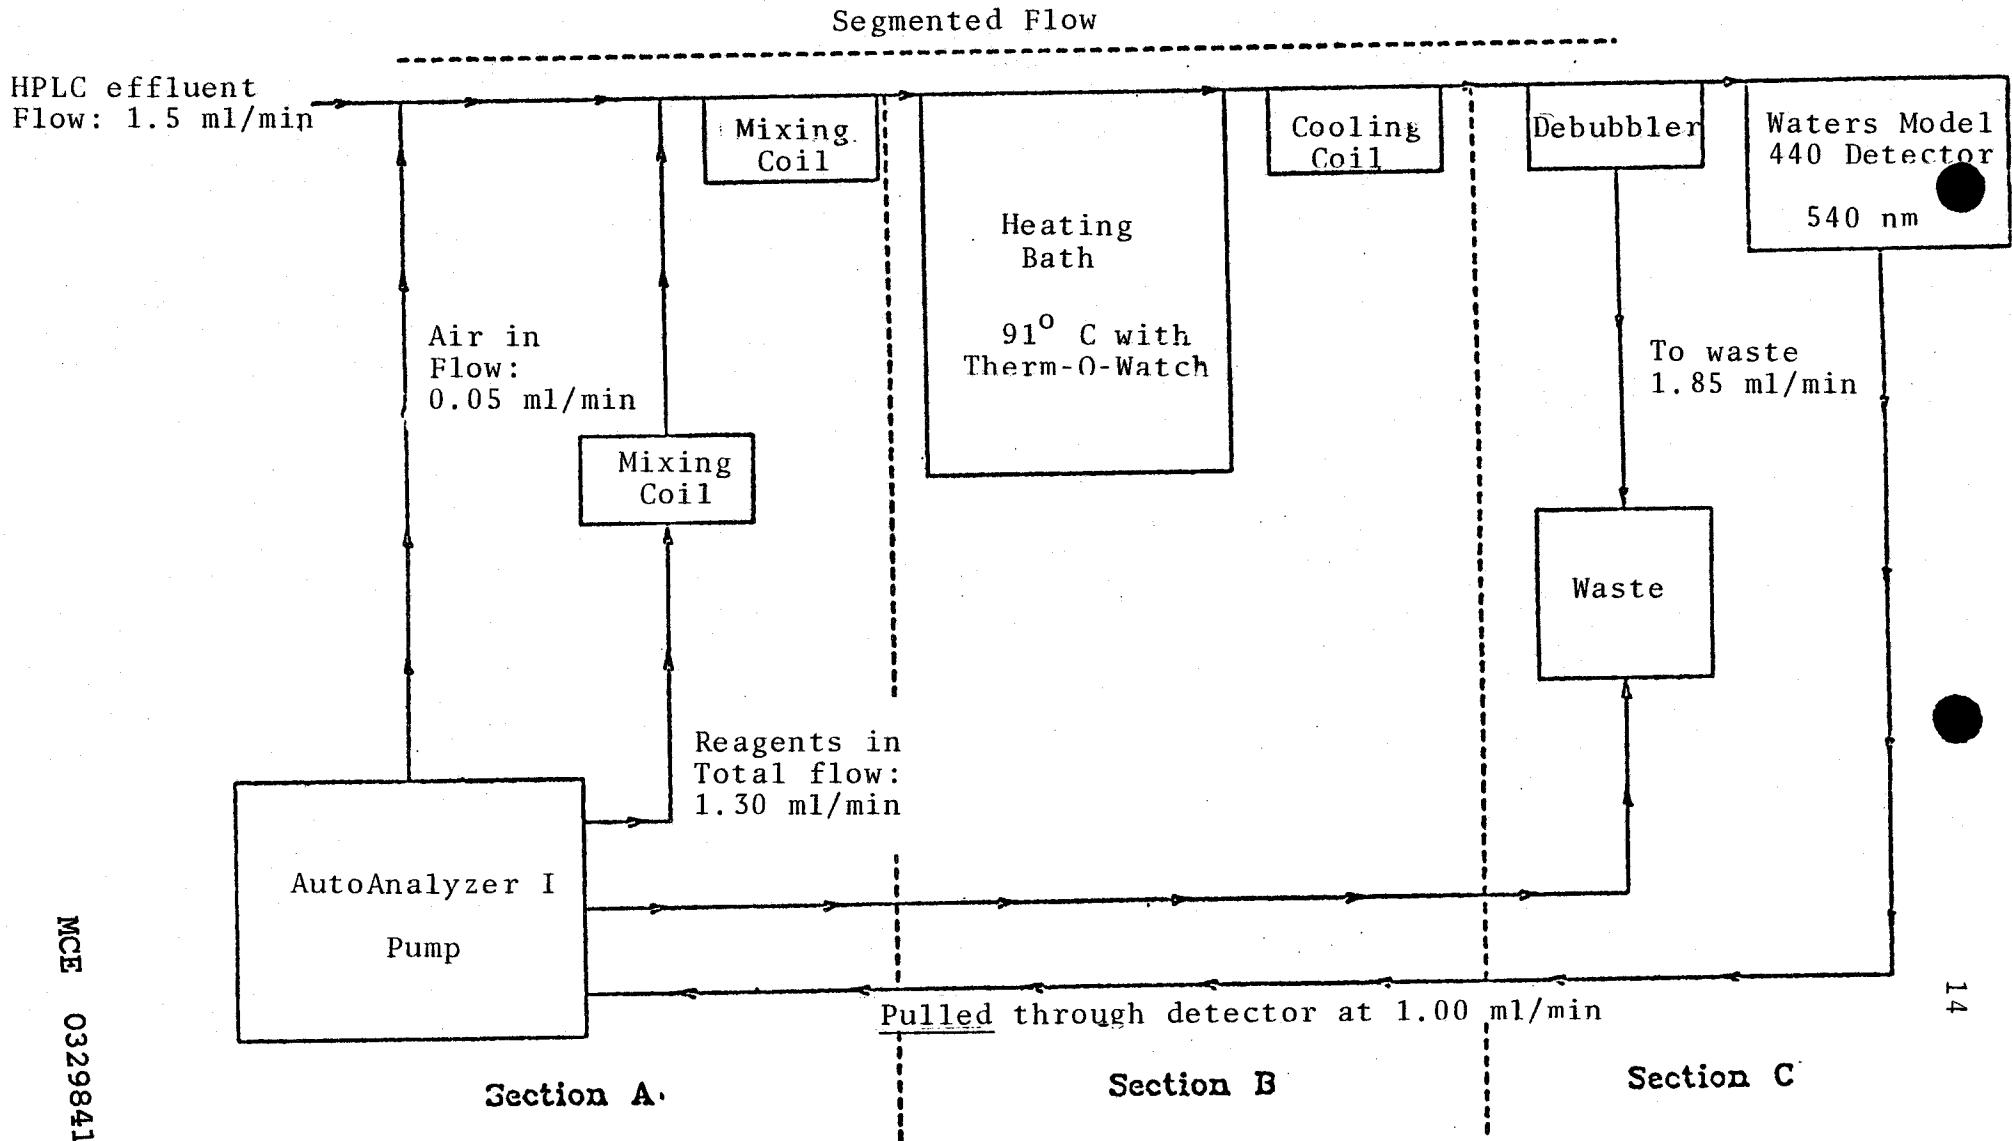 Segmented Flow
HPLC effluent
Flow: 1.5 ml/min
Mixing
Coil
Cooling
Coil
Debubbler
Waters Model
440 Detector
540 nm
Heating
Bath
91° C with
Therm-O-Watch
Air in
Flow:
0.05 ml/min
To waste
1.85 ml/min
Mixing
Coil
Waste
Reagents in
Total flow:
1.30 ml/min
AutoAnalyzer I
Pump
Pulled through detector at 1.00 ml/min
Section A
Section B
Section C
14
MCE 0329841